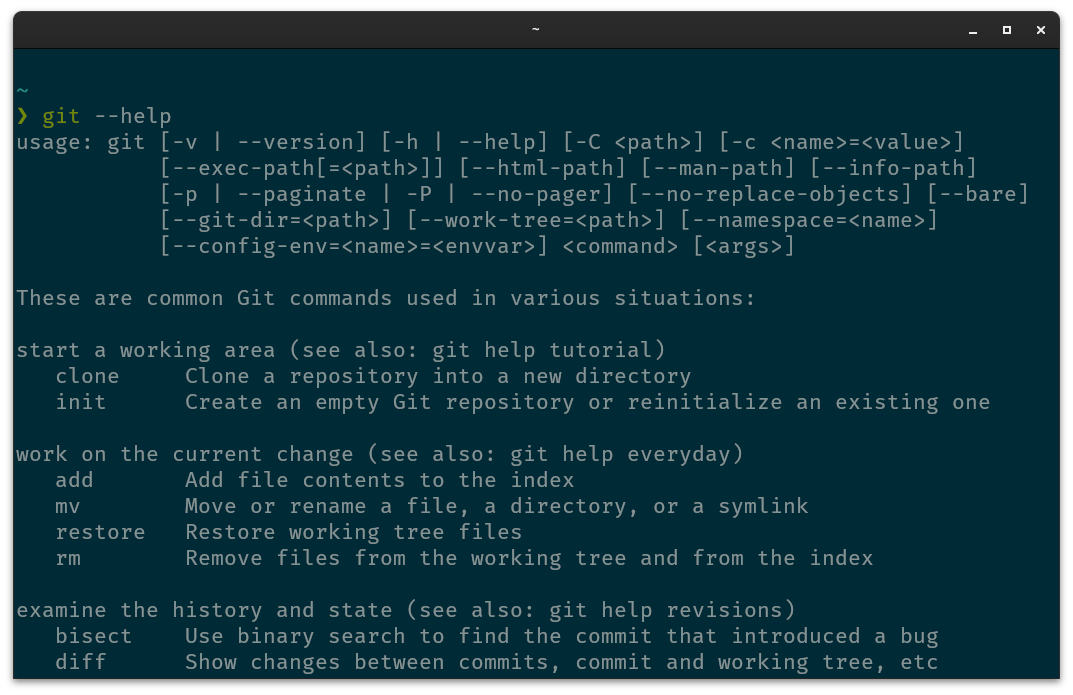 ~
~
❯ git --help
usage: git [-v | --version] [-h | --help] [-C <path>] [-c <name>=<value>]
           [--exec-path[=<path>]] [--html-path] [--man-path] [--info-path]
           [-p | --paginate | -P | --no-pager] [--no-replace-objects] [--bare]
           [--git-dir=<path>] [--work-tree=<path>] [--namespace=<name>]
           [--config-env=<name>=<envvar>] <command> [<args>]

These are common Git commands used in various situations:

start a working area (see also: git help tutorial)
   clone     Clone a repository into a new directory
   init      Create an empty Git repository or reinitialize an existing one

work on the current change (see also: git help everyday)
   add       Add file contents to the index
   mv        Move or rename a file, a directory, or a symlink
   restore   Restore working tree files
   rm        Remove files from the working tree and from the index

examine the history and state (see also: git help revisions)
   bisect    Use binary search to find the commit that introduced a bug
   diff      Show changes between commits, commit and working tree, etc